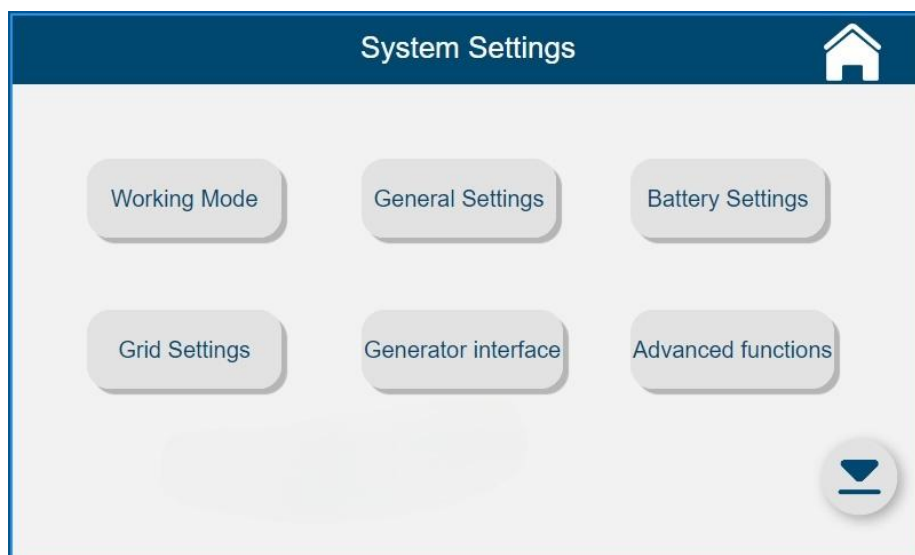 System Settings
Working Mode
General Settings
Battery Settings
Grid Settings
Generator interface
Advanced functions